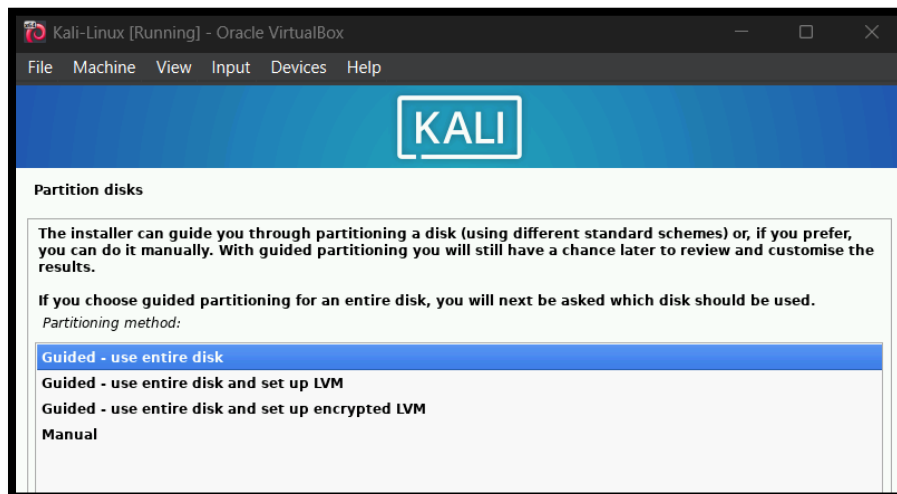 Kali-Linux [Running] - Oracle VirtualBox
File Machine View Input Devices Help
KALI
Partition disks
The installer can guide you through partitioning a disk (using different standard schemes) or, if you prefer,
you can do it manually. With guided partitioning you will still have a chance later to review and customise the
results.
If you choose guided partitioning for an entire disk, you will next be asked which disk should be used.
Partitioning method:
Guided - use entire disk
Guided - use entire disk and set up LVM
Guided - use entire disk and set up encrypted LVM
Manual